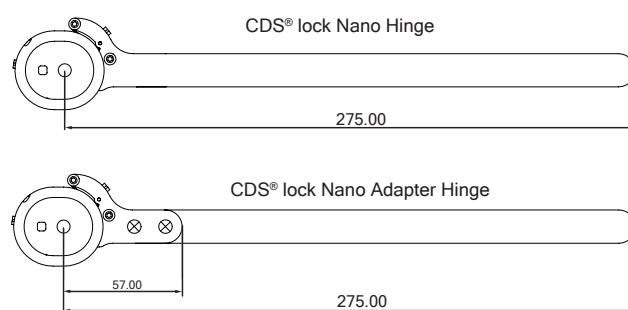 CDS® lock Nano Hinge
275.00
CDS® lock Nano Adapter Hinge
57.00
275.00